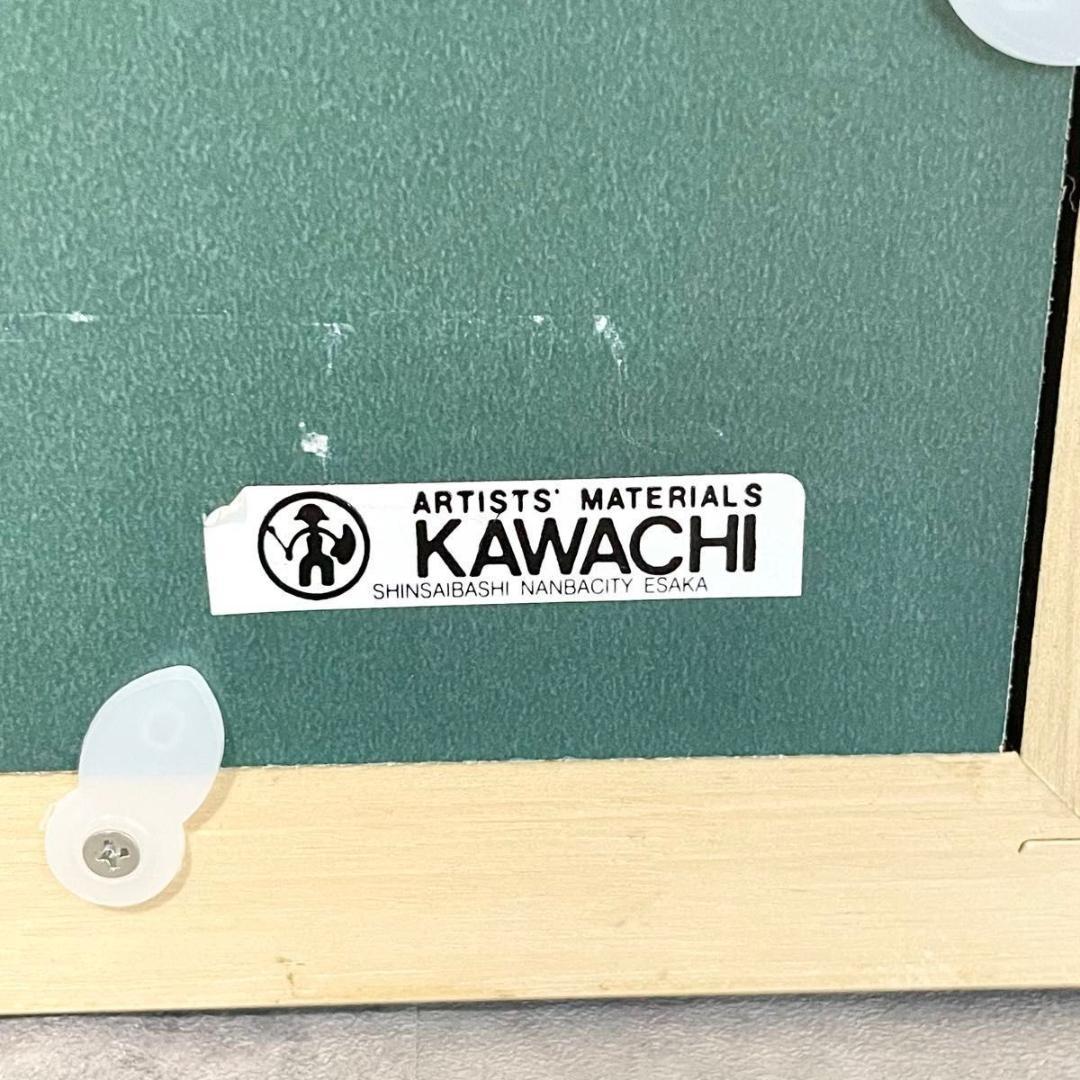 ARTISTS' MATERIALS
KAWACHI
SHINSAIBASHI NANBACITY ESAKA